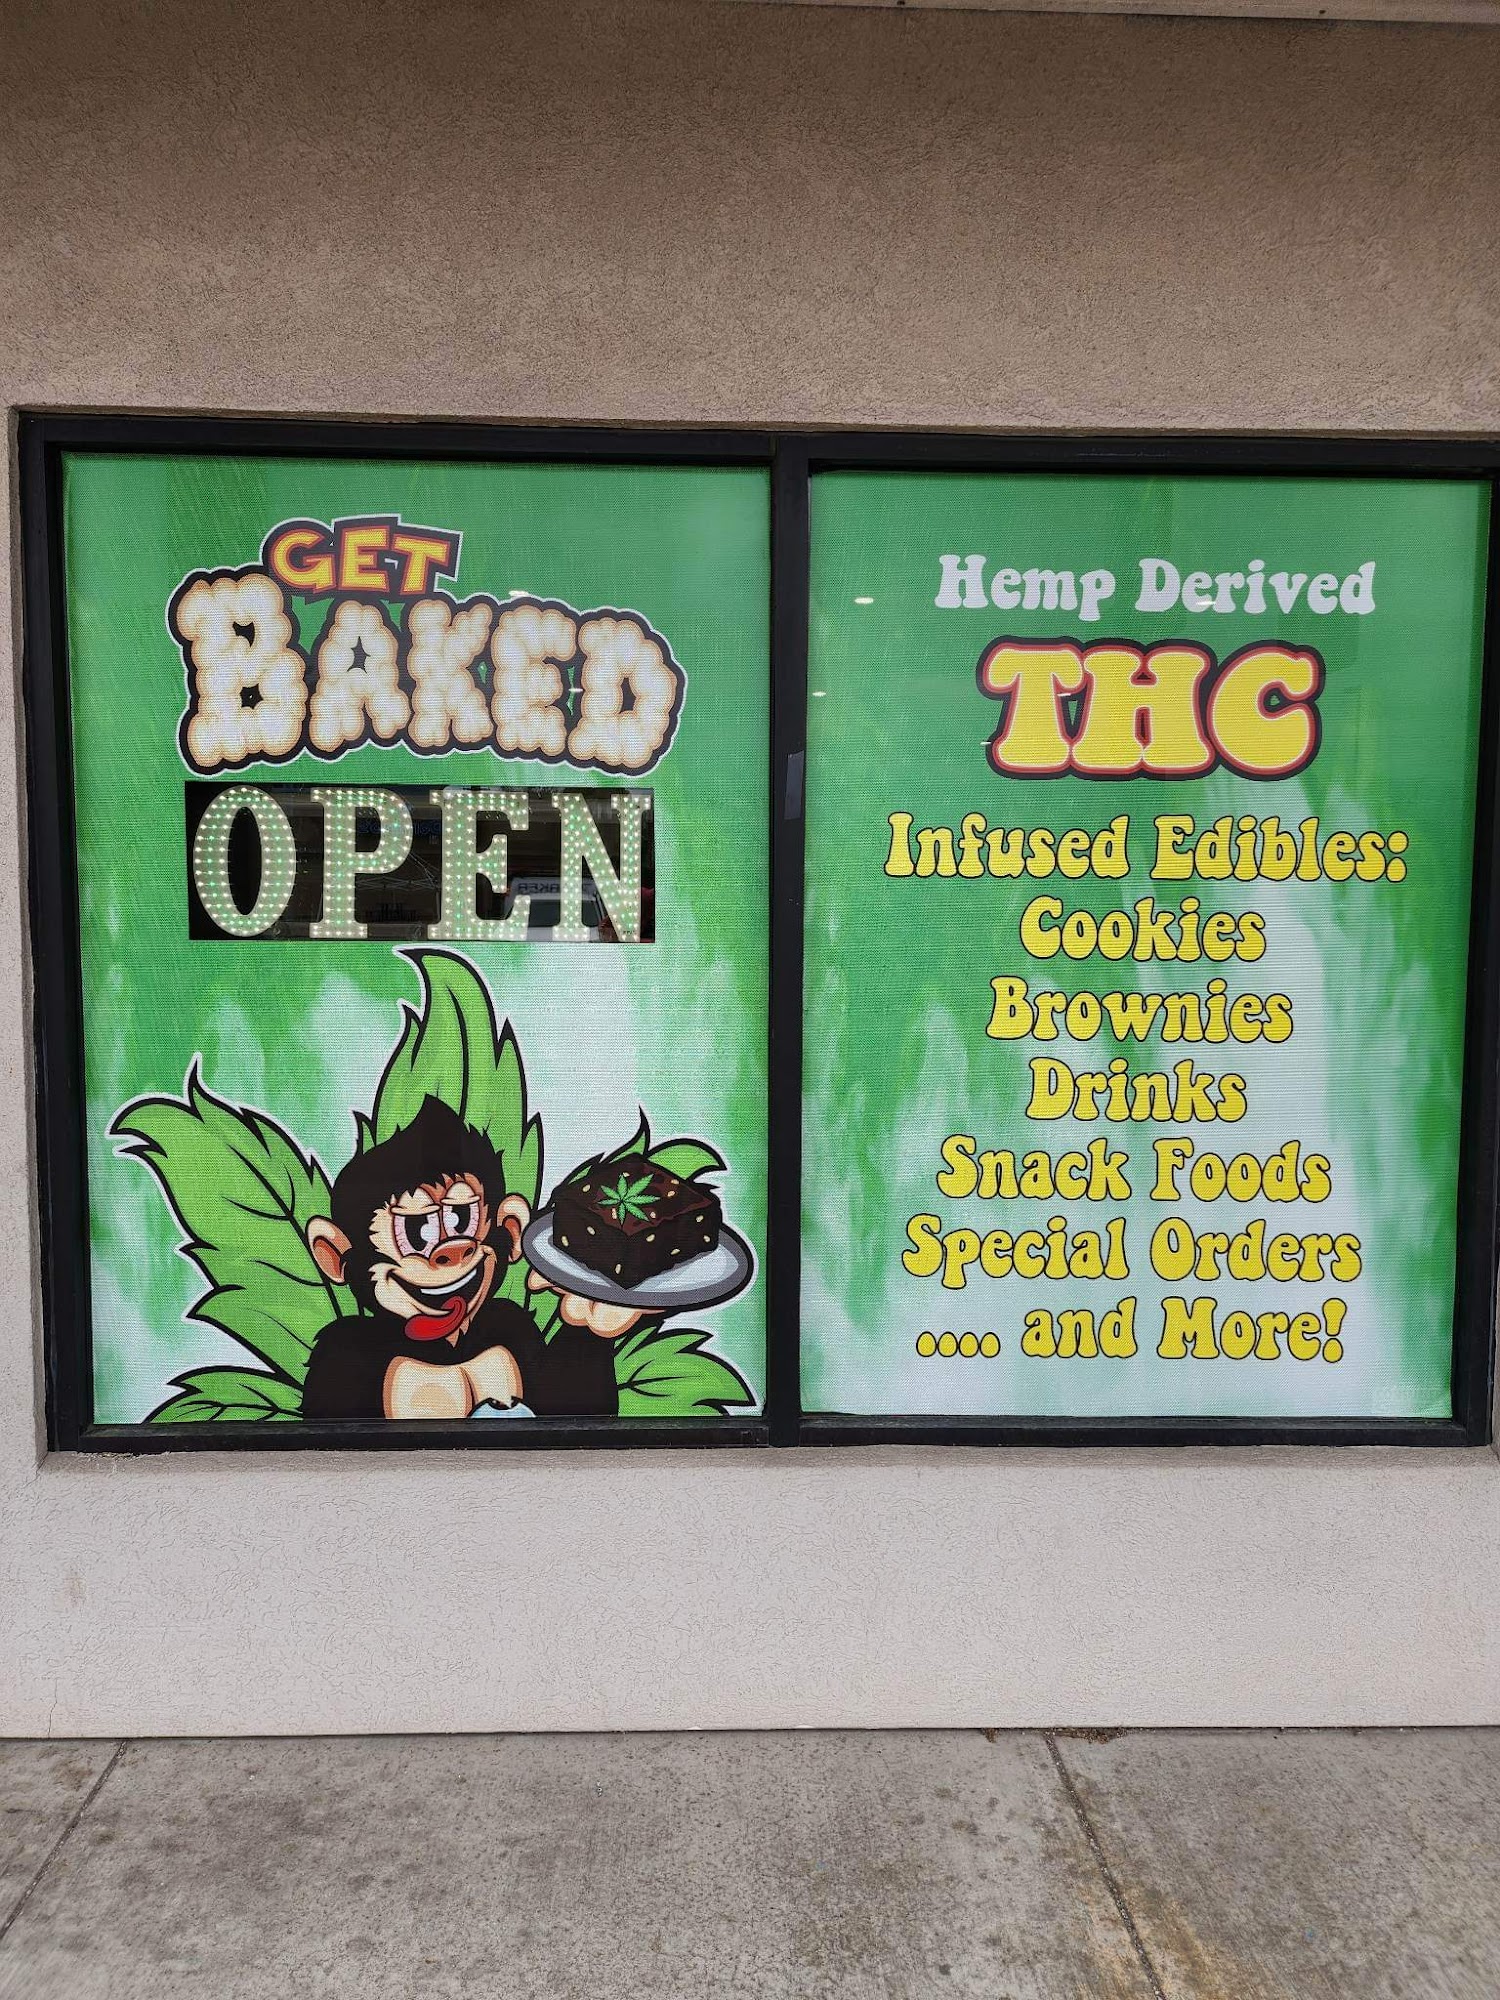 GET
BAKED
OPEN
Hemp Derived
THC
Infused Edibles:
Cookies
Brownies
Drinks
Snack Foods
Special Orders
.... and More!